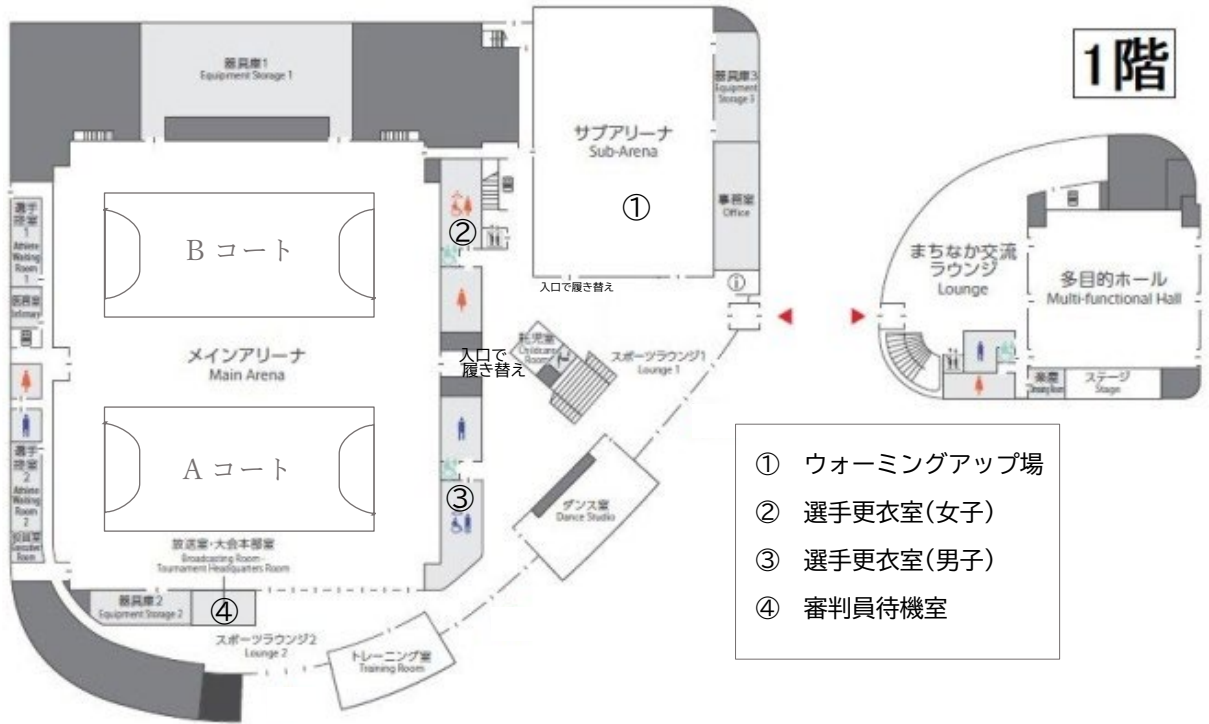 1階
器具庫1
Equipment Storage 1
サブアリーナ
Sub-Arena
①
器具庫3
Equipment
Storage 3
事務室
Office
入口で履き替え
ⓘ
選手
控室
1
Athlete
Waiting
Room
1
医務室
Infirmary
Bコート
②
メインアリーナ
Main Arena
入口で
履き替え
託児室
Childcare
Room
スポーツラウンジ1
Lounge 1
まちなか交流
ラウンジ
Lounge
多目的ホール
Multi-functional Hall
楽屋
Dressing Room
ステージ
Stage
選手
控室
2
Athlete
Waiting
Room
2
Aコート
③
ダンス室
Dance Studio
放送室・大会本部室
Broadcasting Room ·
Tournament Headquarters Room
器具庫2
Equipment Storage 2
④
スポーツラウンジ2
Lounge 2
トレーニング室
Training Room
① ウォーミングアップ場
② 選手更衣室(女子)
③ 選手更衣室(男子)
④ 審判員待機室